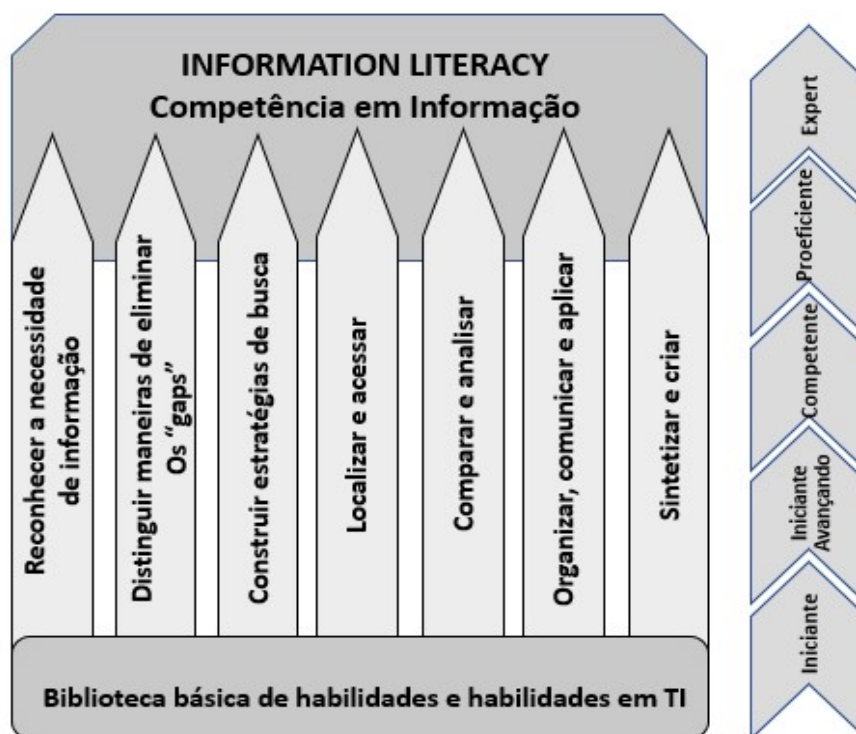 INFORMATION LITERACY
Competência em Informação
Reconhecer a necessidade
de informação
Distinguir maneiras de eliminar
Os “gaps”
Construir estratégias de busca
Localizar e acessar
Comparar e analisar
Organizar, comunicar e aplicar
Sintetizar e criar
Biblioteca básica de habilidades e habilidades em TI
Expert
Proeficiente
Competente
Iniciante
Avançando
Iniciante